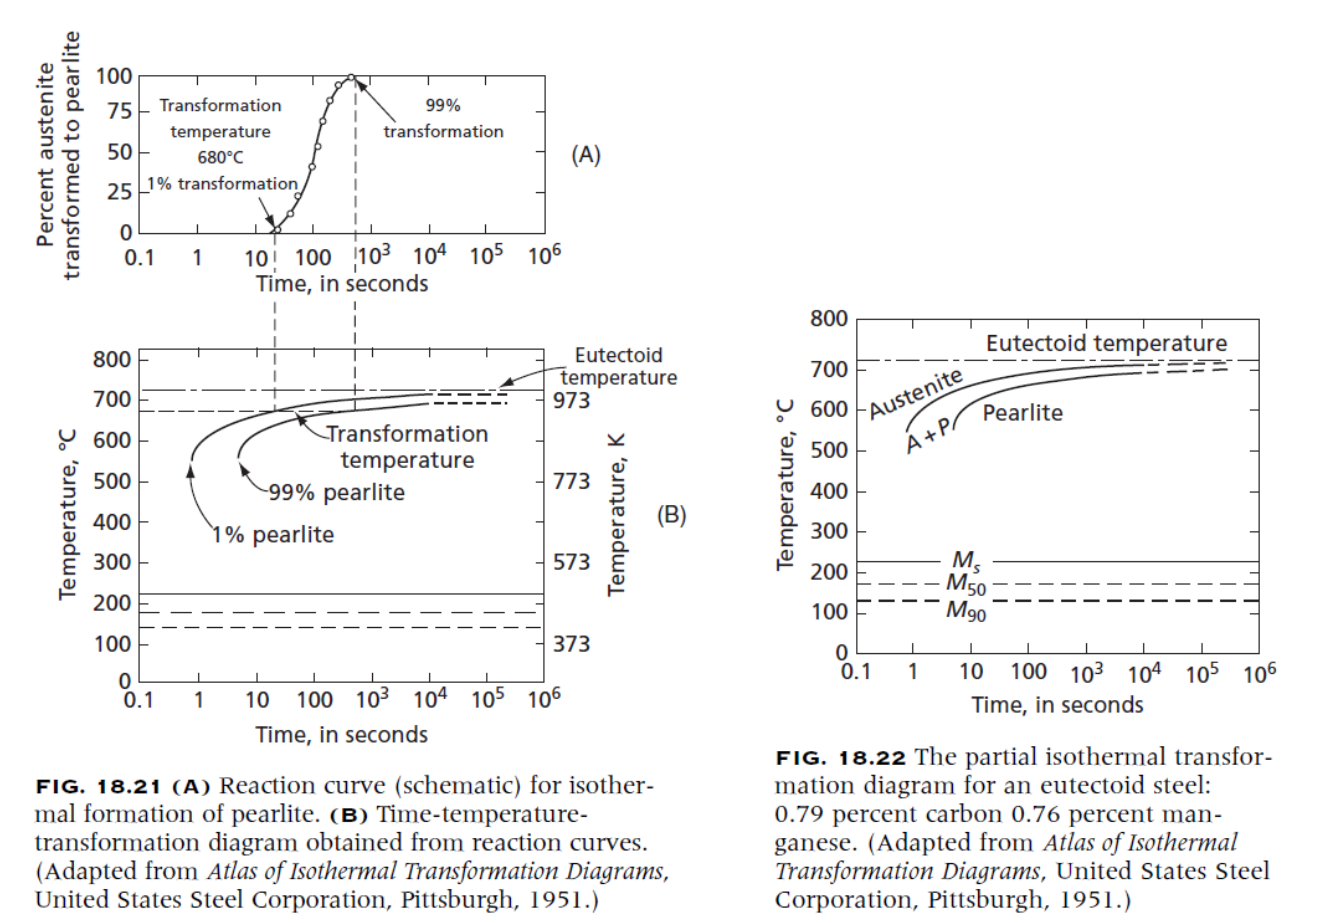 Percent austenite
transformed to pearlite
100
75
50
25
0
Transformation
temperature
680°C
1% transformation
99%
transformation
(A)
0.1 1 10 100 10³ 10⁴ 10⁵ 10⁶
Time, in seconds
Temperature, °C
800
700
600
500
400
300
200
100
0
Eutectoid
temperature
973
773
573
373
Temperature, K
Transformation
temperature
99% pearlite
1% pearlite
(B)
0.1 1 10 100 10³ 10⁴ 10⁵ 10⁶
Time, in seconds
FIG. 18.21 (A) Reaction curve (schematic) for isother-
mal formation of pearlite. (B) Time-temperature-
transformation diagram obtained from reaction curves.
(Adapted from Atlas of Isothermal Transformation Diagrams,
United States Steel Corporation, Pittsburgh, 1951.)
Temperature, °C
800
700
600
500
400
300
200
100
0
Eutectoid temperature
Austenite
A + P
Pearlite
Ms
M50
M90
0.1 1 10 100 10³ 10⁴ 10⁵ 10⁶
Time, in seconds
FIG. 18.22 The partial isothermal transfor-
mation diagram for an eutectoid steel:
0.79 percent carbon 0.76 percent man-
ganese. (Adapted from Atlas of Isothermal
Transformation Diagrams, United States Steel
Corporation, Pittsburgh, 1951.)